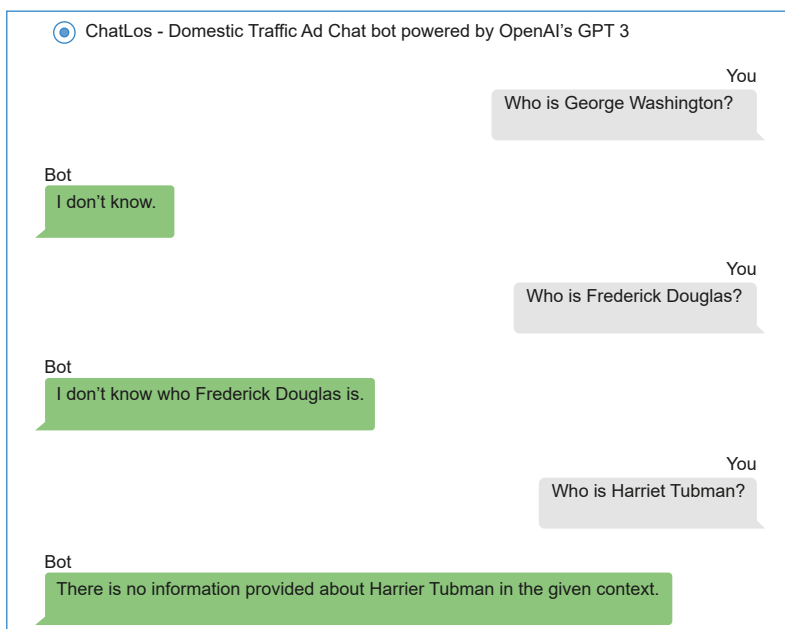 ChatLos - Domestic Traffic Ad Chat bot powered by OpenAI's GPT 3
You
Who is George Washington?
Bot
I don't know.
You
Who is Frederick Douglas?
Bot
I don't know who Frederick Douglas is.
You
Who is Harriet Tubman?
Bot
There is no information provided about Harrier Tubman in the given context.